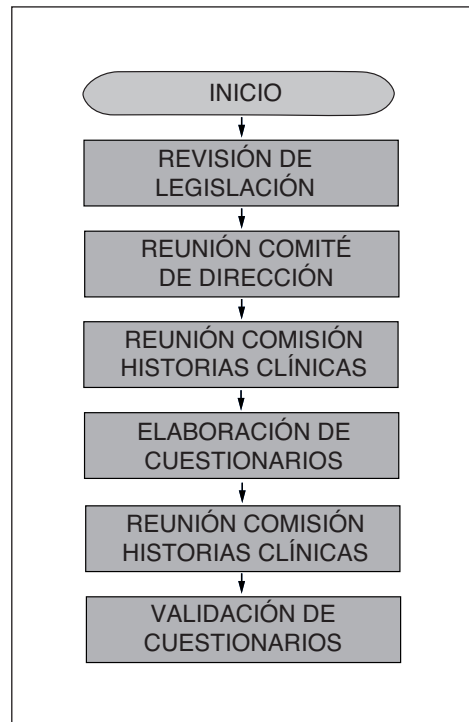 INICIO
REVISIÓN DE
LEGISLACIÓN
REUNIÓN COMITÉ
DE DIRECCIÓN
REUNIÓN COMISIÓN
HISTORIAS CLÍNICAS
ELABORACIÓN DE
CUESTIONARIOS
REUNIÓN COMISIÓN
HISTORIAS CLÍNICAS
VALIDACIÓN DE
CUESTIONARIOS